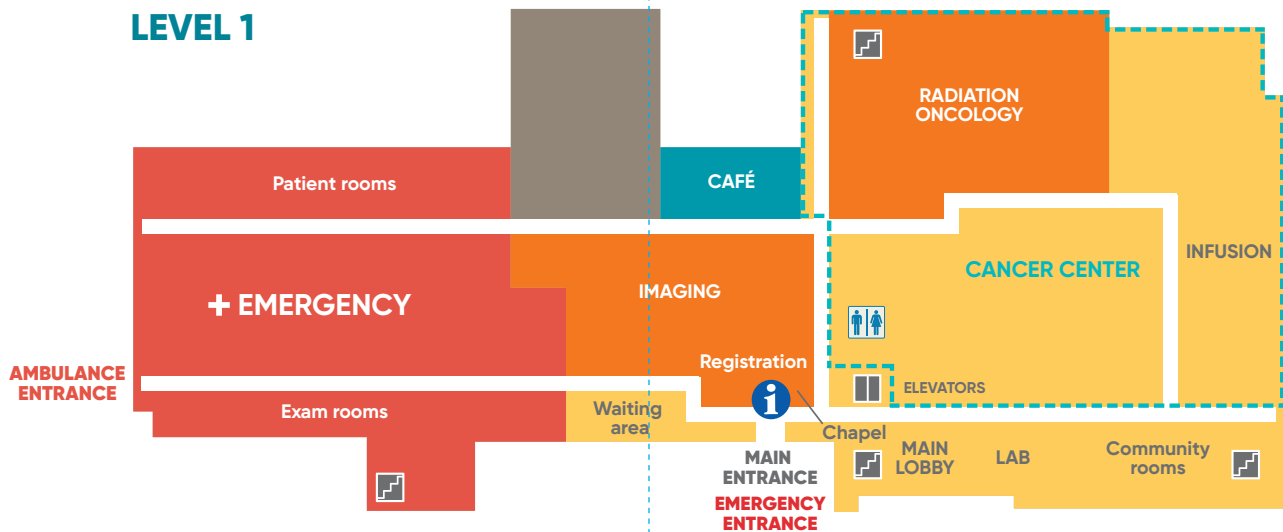 LEVEL 1
RADIATION
ONCOLOGY
Patient rooms
CAFÉ
INFUSION
CANCER CENTER
IMAGING
+ EMERGENCY
Registration
AMBULANCE
ENTRANCE
ELEVATORS
i
Exam rooms
Waiting
area
Chapel
MAIN
LOBBY
LAB
Community
rooms
MAIN
ENTRANCE
EMERGENCY
ENTRANCE